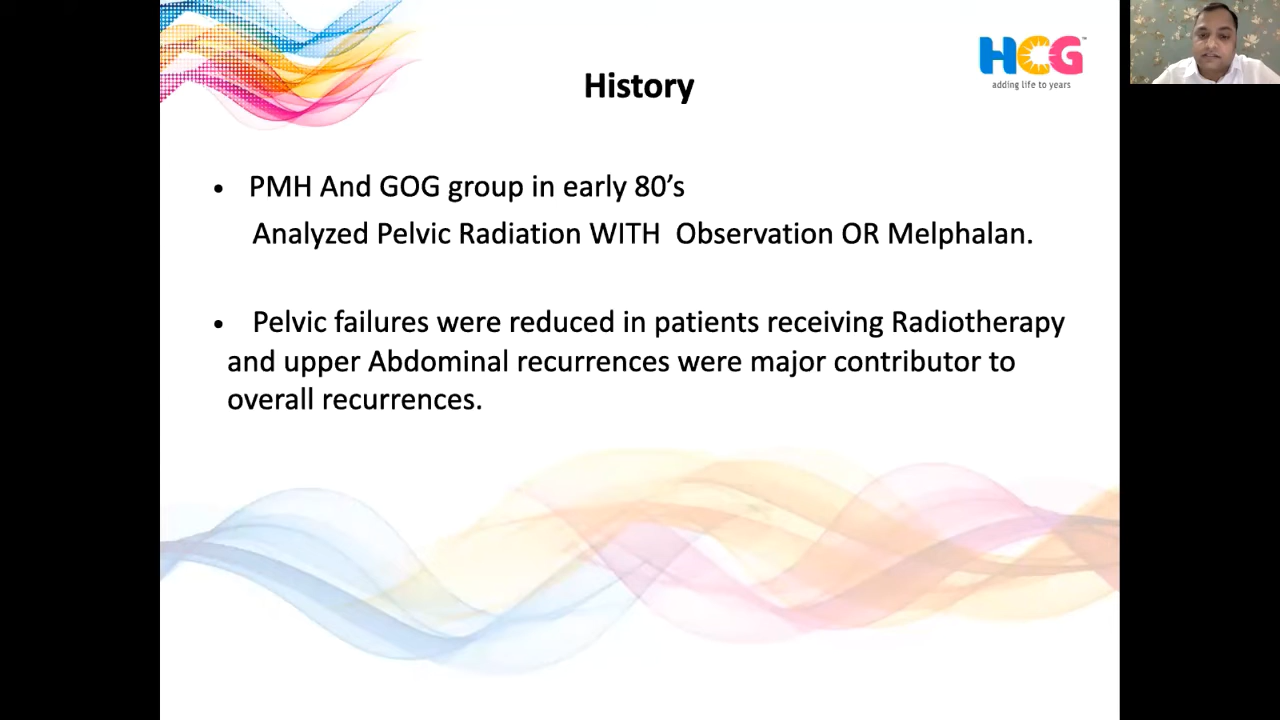 HCG™
adding life to years
History
• PMH And GOG group in early 80’s
Analyzed Pelvic Radiation WITH Observation OR Melphalan.
• Pelvic failures were reduced in patients receiving Radiotherapy
and upper Abdominal recurrences were major contributor to
overall recurrences.